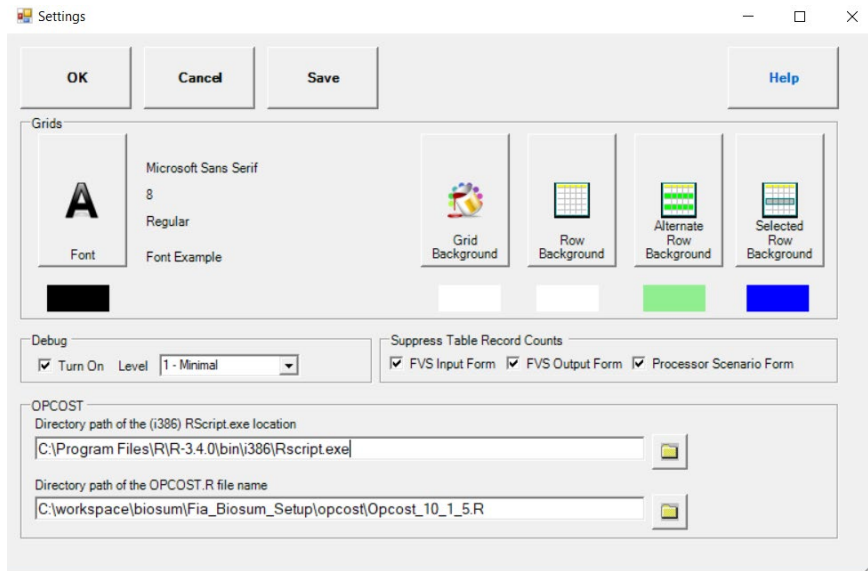 Settings
OK Cancel Save Help
Grids
Microsoft Sans Serif
8
Regular
Font Example
Font
Grid
Background
Row
Background
Alternate
Row
Background
Selected
Row
Background
Debug
Turn On Level 1 - Minimal
Suppress Table Record Counts
FVS Input Form FVS Output Form Processor Scenario Form
OPCOST
Directory path of the (i386) RScript.exe location
C:\Program Files\R\R-3.4.0\bin\i386\Rscript.exe
Directory path of the OPCOST.R file name
C:\workspace\biosum\Fia_Biosum_Setup\opcost\Opcost_10_1_5.R